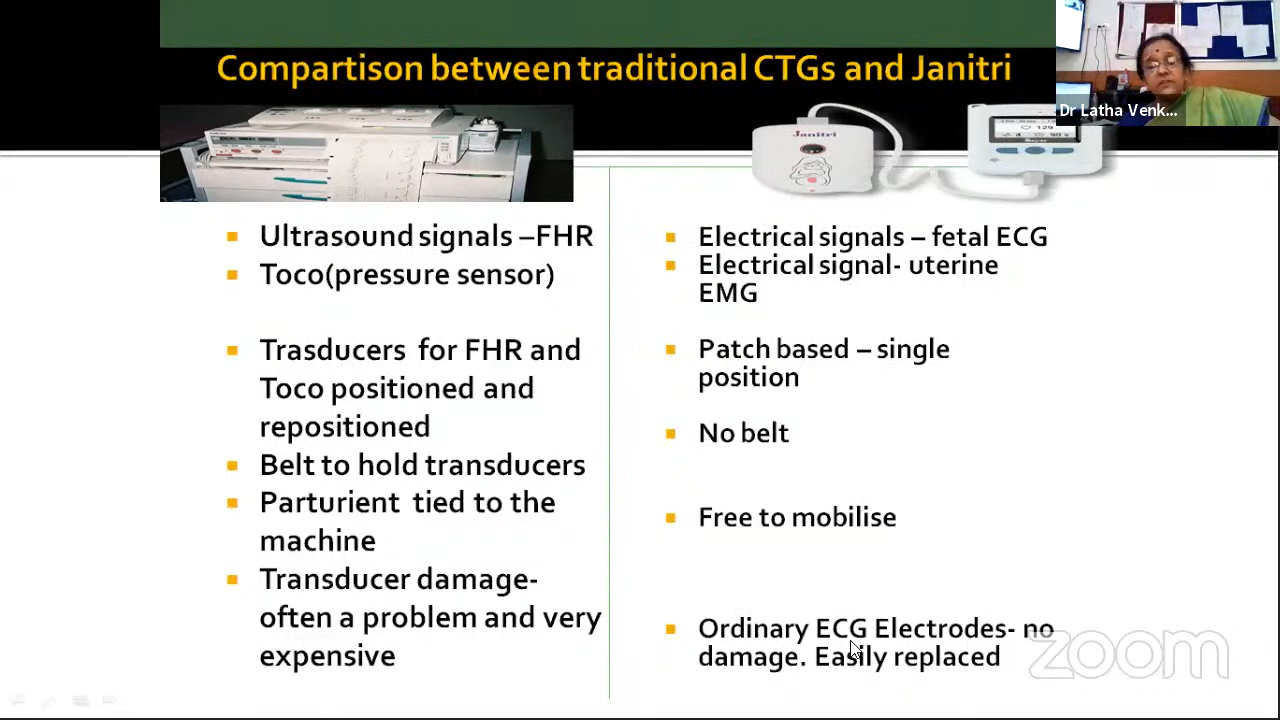 Compartison between traditional CTGs and Janitri
Dr Latha Venk...
Janitri
129
Ultrasound signals –FHR
Toco(pressure sensor)
Trasducers for FHR and
Toco positioned and
repositioned
Belt to hold transducers
Parturient tied to the
machine
Transducer damage-
often a problem and very
expensive
Electrical signals – fetal ECG
Electrical signal- uterine
EMG
Patch based – single
position
No belt
Free to mobilise
Ordinary ECG Electrodes- no
damage. Easily replaced
zoom